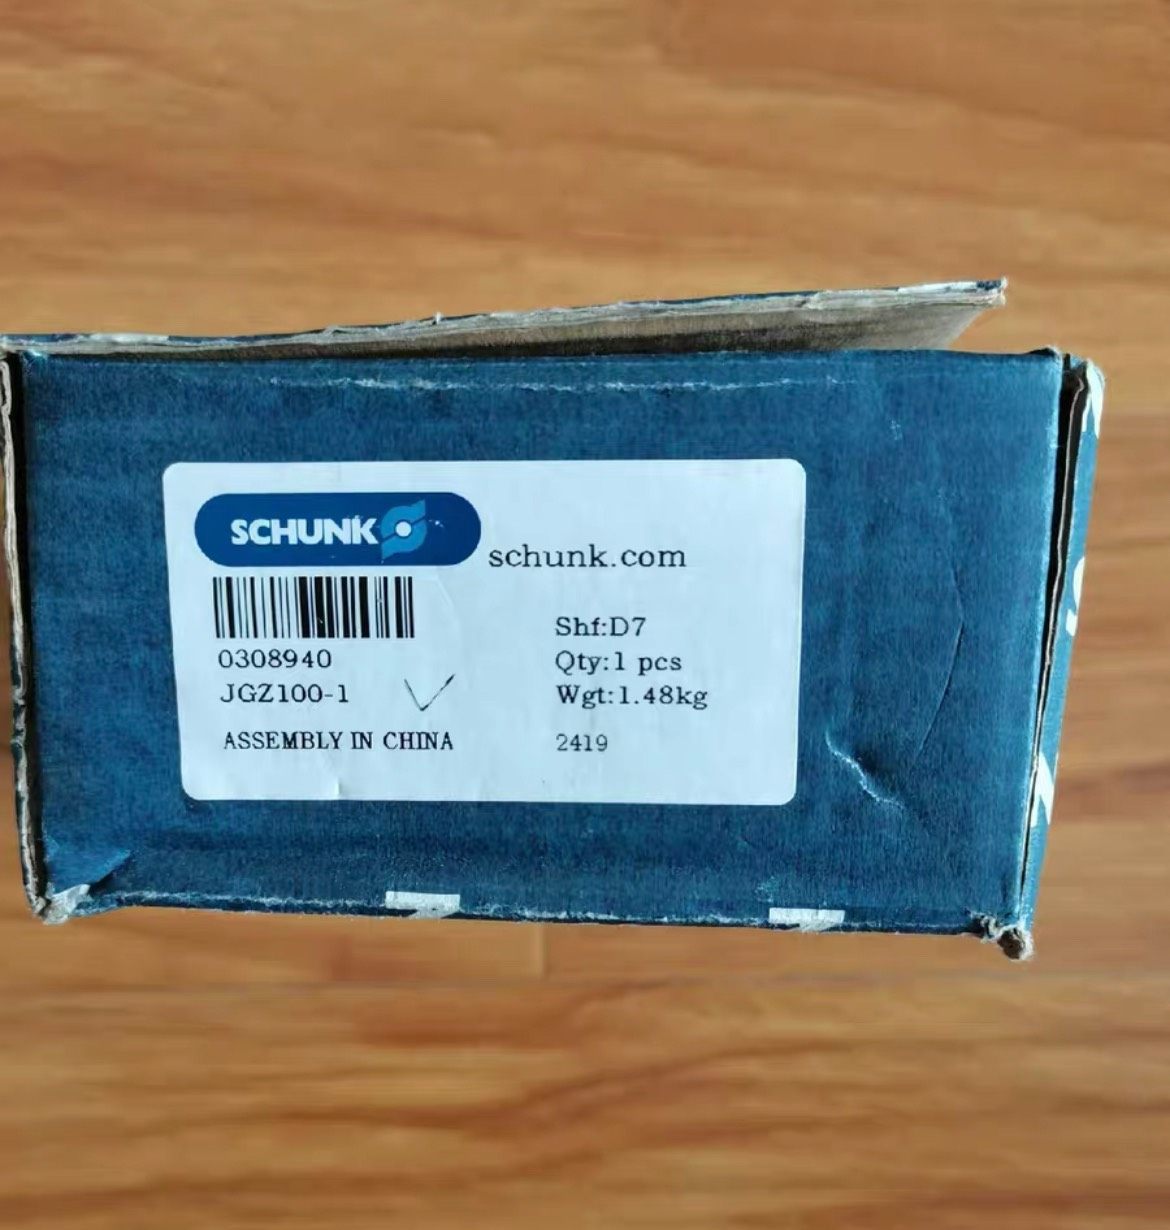 SCHUNK
schunk.com
0308940
JGZ100-1
ASSEMBLY IN CHINA
Shf:D7
Qty:1 pcs
Wgt:1.48kg
2419